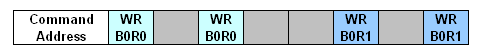 Command WR WR WR WR
Address B0R0 B0R0 B0R1 B0R1